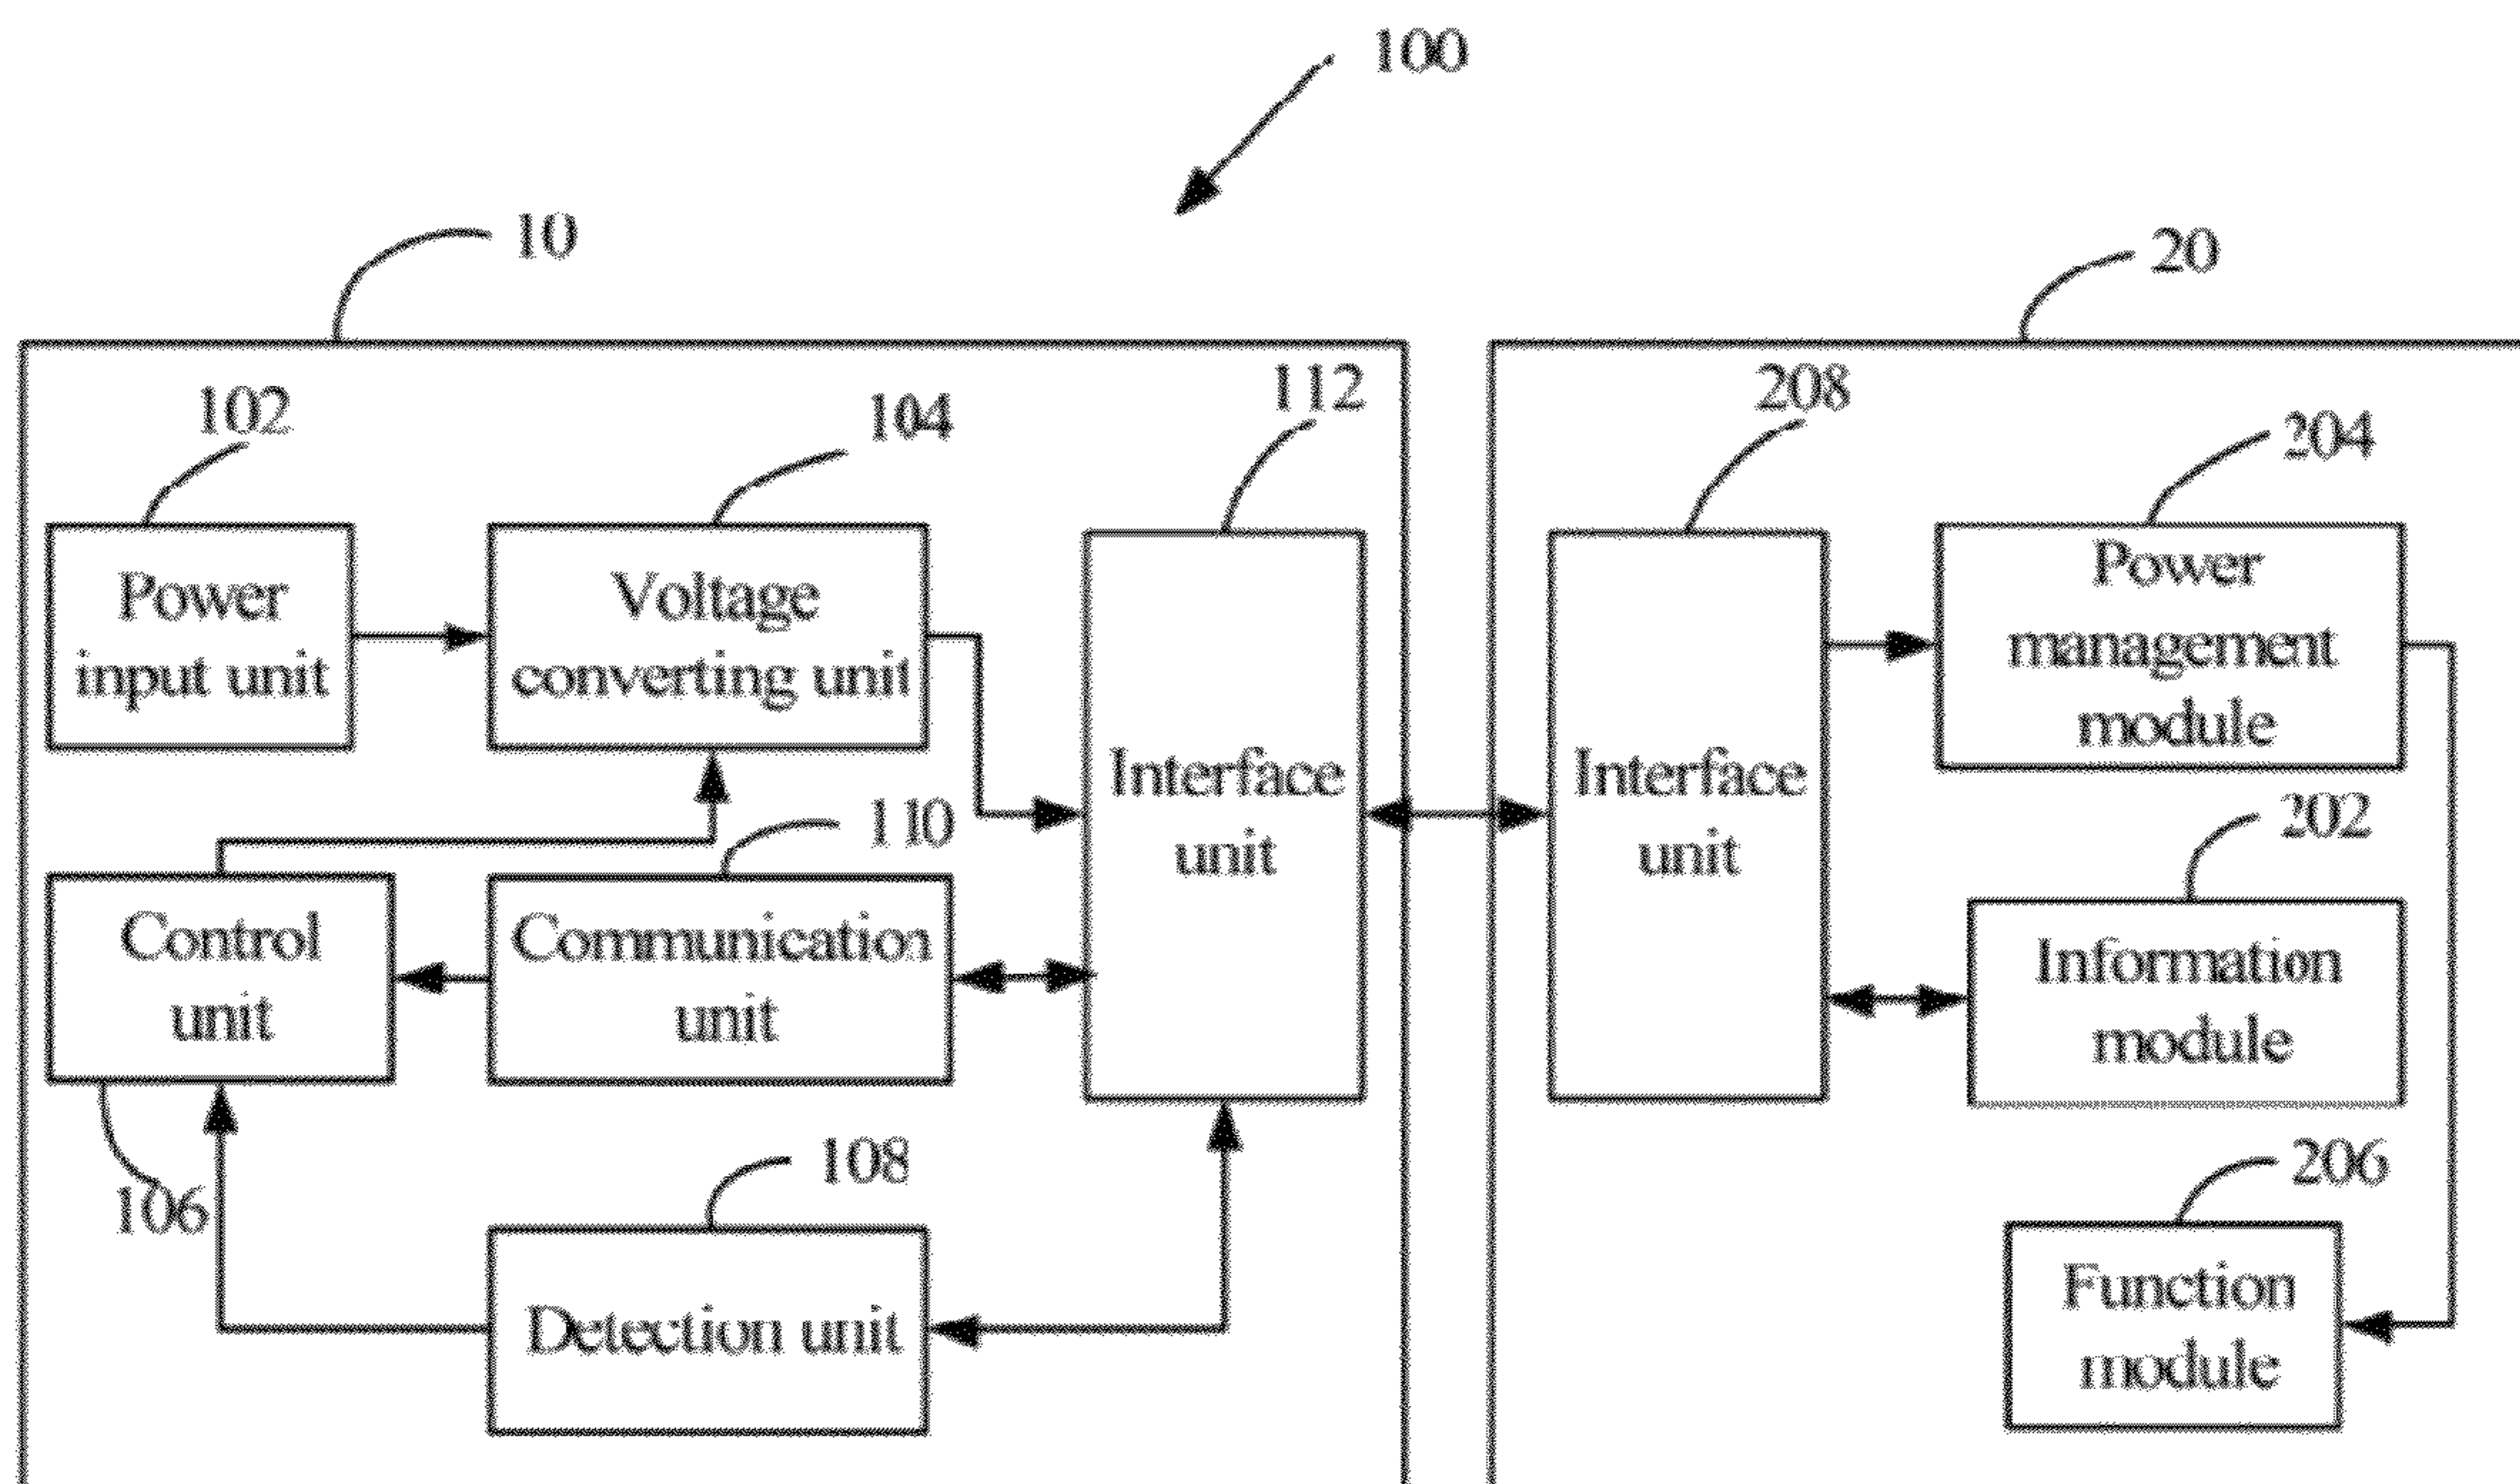 100
10
20
102
104
112
208
204
Power
input unit
Voltage
converting unit
Interface
unit
Interface
unit
Power
management
module
110
202
Control
unit
Communication
unit
Information
module
106
108
206
Detection unit
Function
module